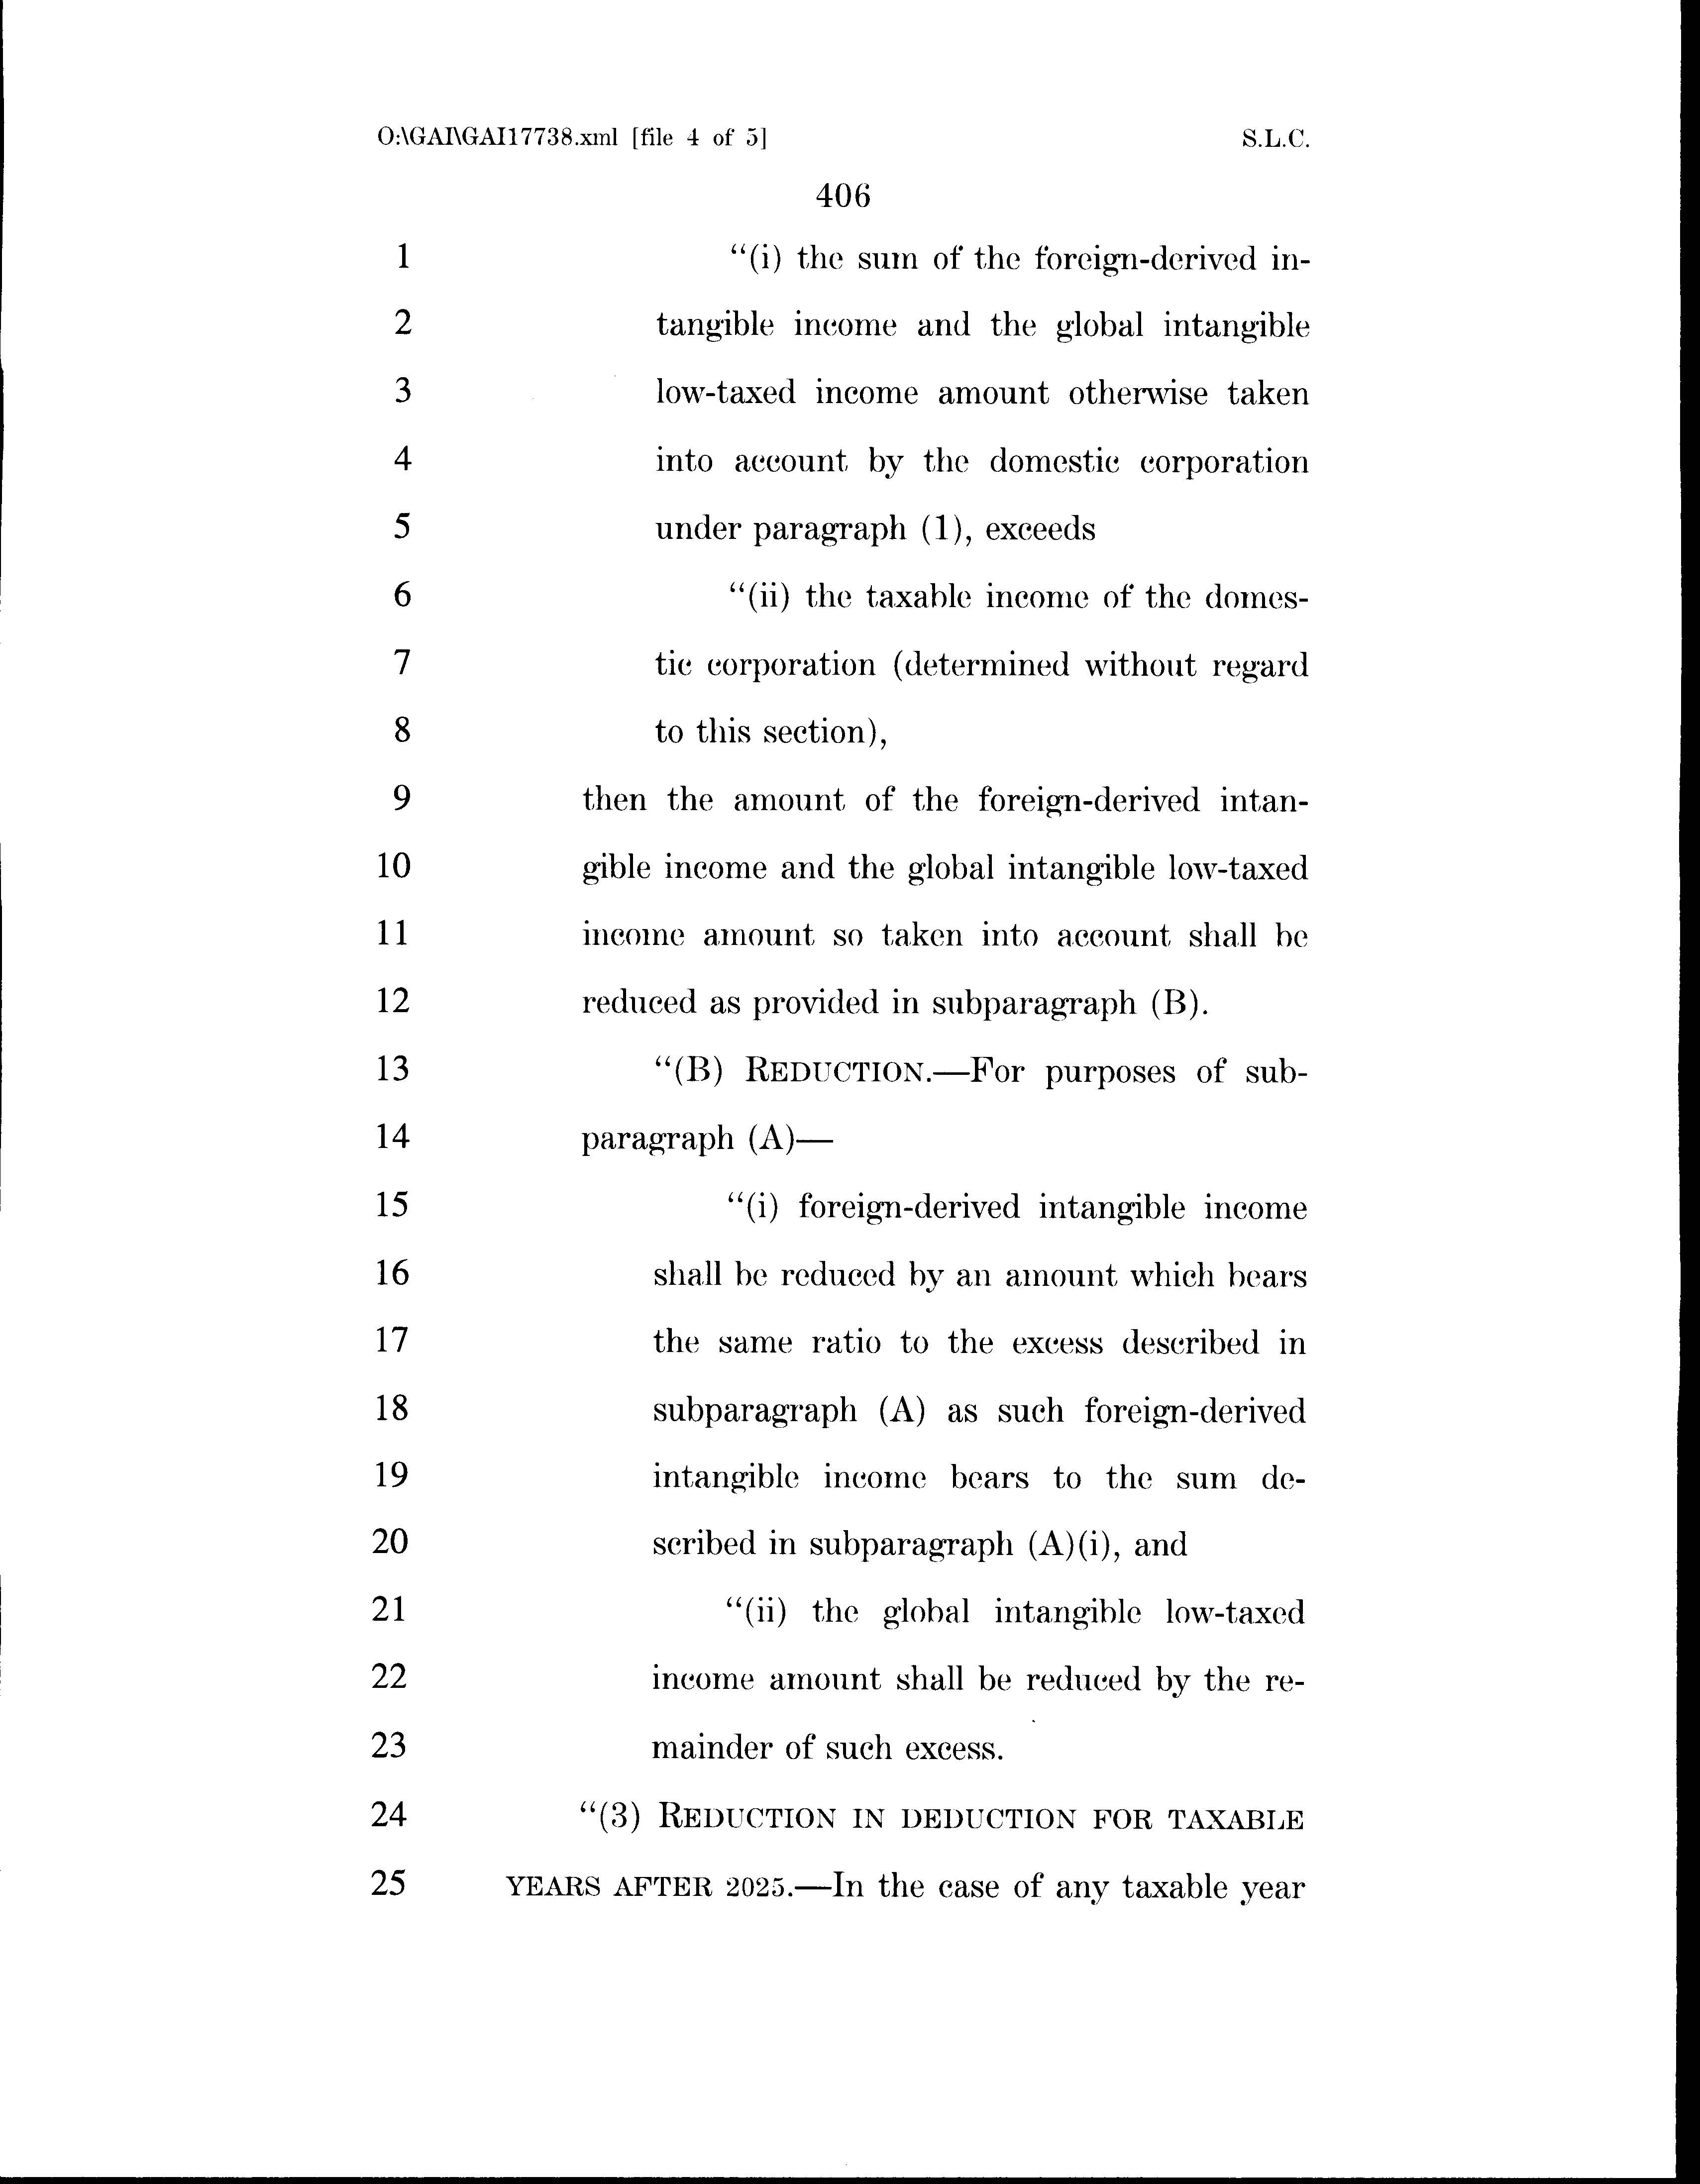 O:\GAI\GAI17738.xml [file 4 of 5] S.L.C.
406
1 “(i) the sum of the foreign-derived in-
2 tangible income and the global intangible
3 low-taxed income amount otherwise taken
4 into account by the domestic corporation
5 under paragraph (1), exceeds
6 “(ii) the taxable income of the domes-
7 tic corporation (determined without regard
8 to this section),
9 then the amount of the foreign-derived intan-
10 gible income and the global intangible low-taxed
11 income amount so taken into account shall be
12 reduced as provided in subparagraph (B).
13 “(B) REDUCTION.—For purposes of sub-
14 paragraph (A)—
15 “(i) foreign-derived intangible income
16 shall be reduced by an amount which bears
17 the same ratio to the excess described in
18 subparagraph (A) as such foreign-derived
19 intangible income bears to the sum de-
20 scribed in subparagraph (A)(i), and
21 “(ii) the global intangible low-taxed
22 income amount shall be reduced by the re-
23 mainder of such excess.
24 “(3) REDUCTION IN DEDUCTION FOR TAXABLE
25 YEARS AFTER 2025.—In the case of any taxable year